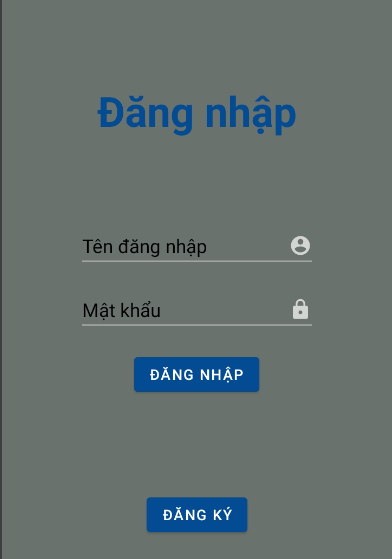 Đăng nhập
Tên đăng nhập
Mật khẩu
ĐĂNG NHẬP
ĐĂNG KÝ